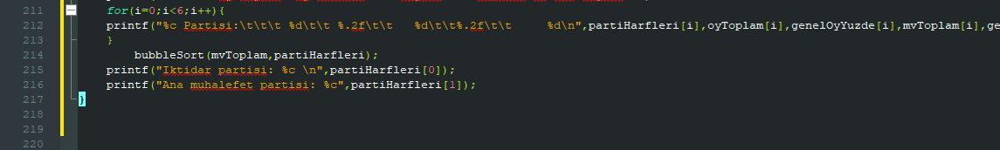 211 for(i=0;i<6;i++){
212 printf("%c Partisi:\t\t\t %d\t\t %.2f\t\t   %d\t\t%.2f\t\t      %d\n",partiHarfleri[i],oyToplam[i],genelOyYuzde[i],mvToplam[i],ge
213 }
214 bubbleSort(mvToplam,partiHarfleri);
215 printf("Iktidar partisi: %c \n",partiHarfleri[0]);
216 printf("Ana muhalefet partisi: %c",partiHarfleri[1]);
217 }
218
219
220